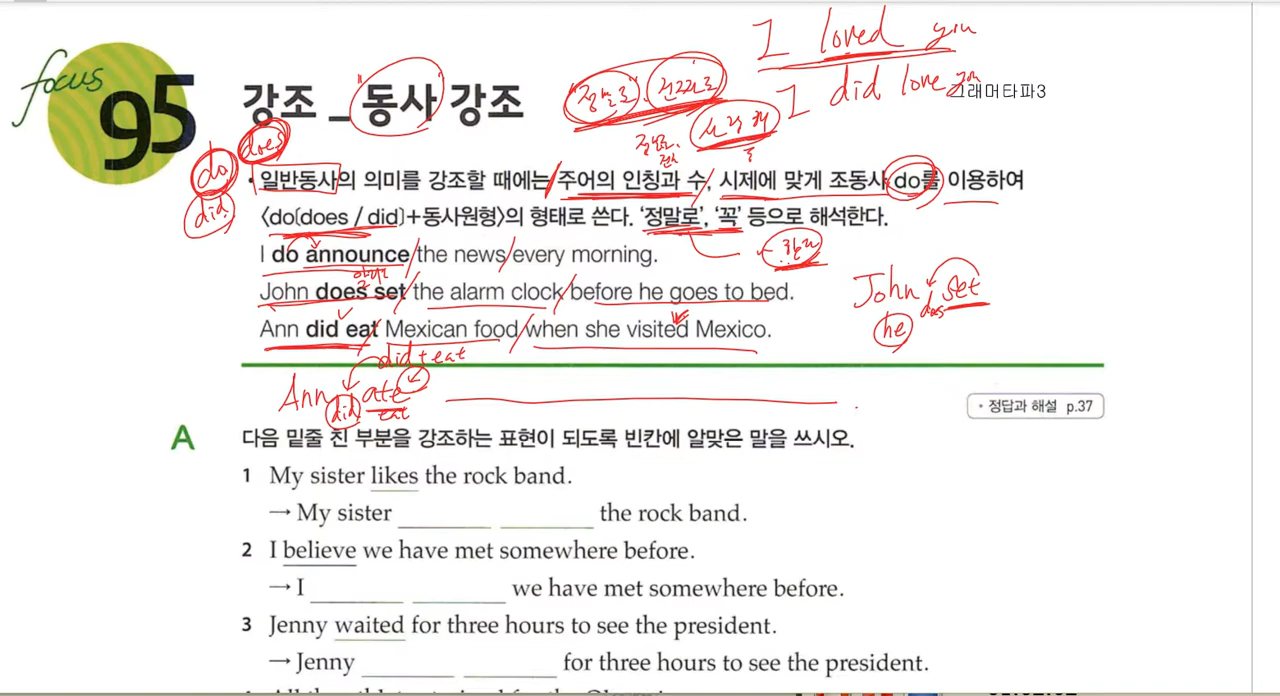 I loved you
I did love you
그래머타파3
focus
95
강조 _ 동사 강조
"정말로", 진짜로
사랑해
do does
did
• 일반동사의 의미를 강조할 때에는 주어의 인칭과 수, 시제에 맞게 조동사 do를 이용하여
〈do(does / did)+동사원형〉의 형태로 쓴다. ‘정말로’, ‘꼭’ 등으로 해석한다.
I do announce the news every morning.
John does set the alarm clock before he goes to bed.
Ann did eat Mexican food when she visited Mexico.
John set
does
he
did + eat
Ann ate
did eat
• 정답과 해설 p.37
A 다음 밑줄 친 부분을 강조하는 표현이 되도록 빈칸에 알맞은 말을 쓰시오.
1 My sister likes the rock band.
→ My sister ________ ________ the rock band.
2 I believe we have met somewhere before.
→ I ________ ________ we have met somewhere before.
3 Jenny waited for three hours to see the president.
→ Jenny ________ ________ for three hours to see the president.